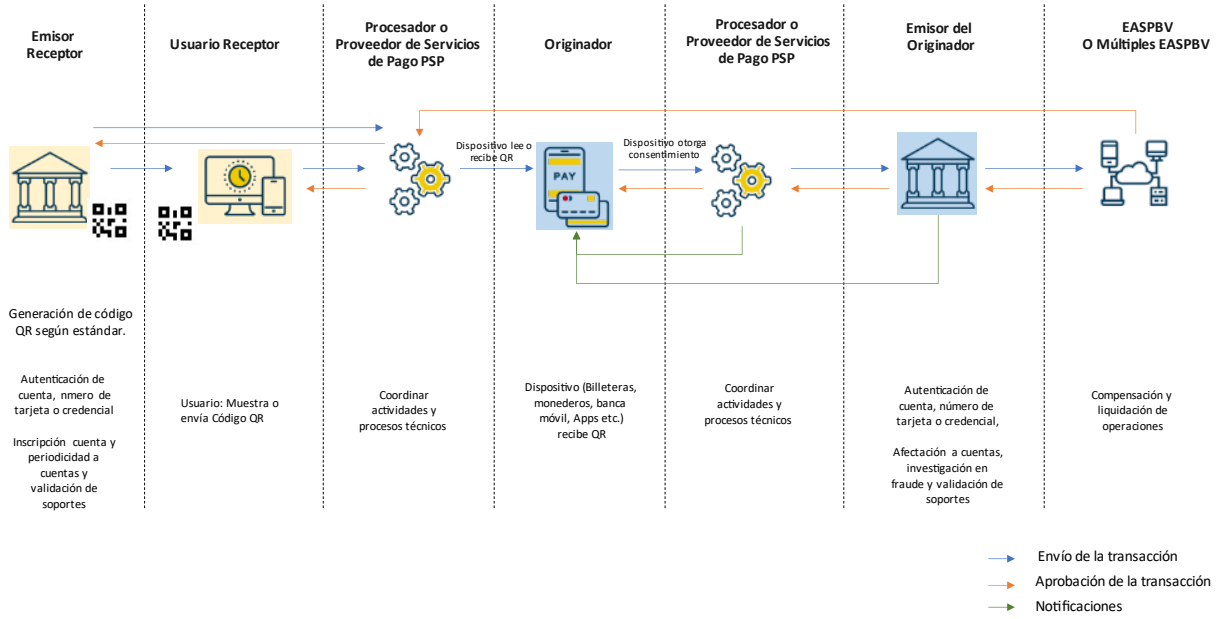 Emisor
Receptor
Usuario Receptor
Procesador o
Proveedor de Servicios
de Pago PSP
Originador
Procesador o
Proveedor de Servicios
de Pago PSP
Emisor del
Originador
EASPBV
O Múltiples EASPBV
Dispositivo lee o
recibe QR
Dispositivo otorga
consentimiento
PAY
Generación de código
QR según estándar.
Autenticación de
cuenta, nmero de
tarjeta o credencial
Inscripción cuenta y
periodicidad a
cuentas y
validación de
soportes
Usuario: Muestra o
envía Código QR
Coordinar
actividades y
procesos técnicos
Dispositivo (Billeteras,
monederos, banca
móvil, Apps etc.)
recibe QR
Coordinar
actividades y
procesos técnicos
Autenticación de
cuenta, número de
tarjeta o credencial,
Afectación a cuentas,
investigación en
fraude y validación de
soportes
Compensación y
liquidación de
operaciones
Envío de la transacción
Aprobación de la transacción
Notificaciones